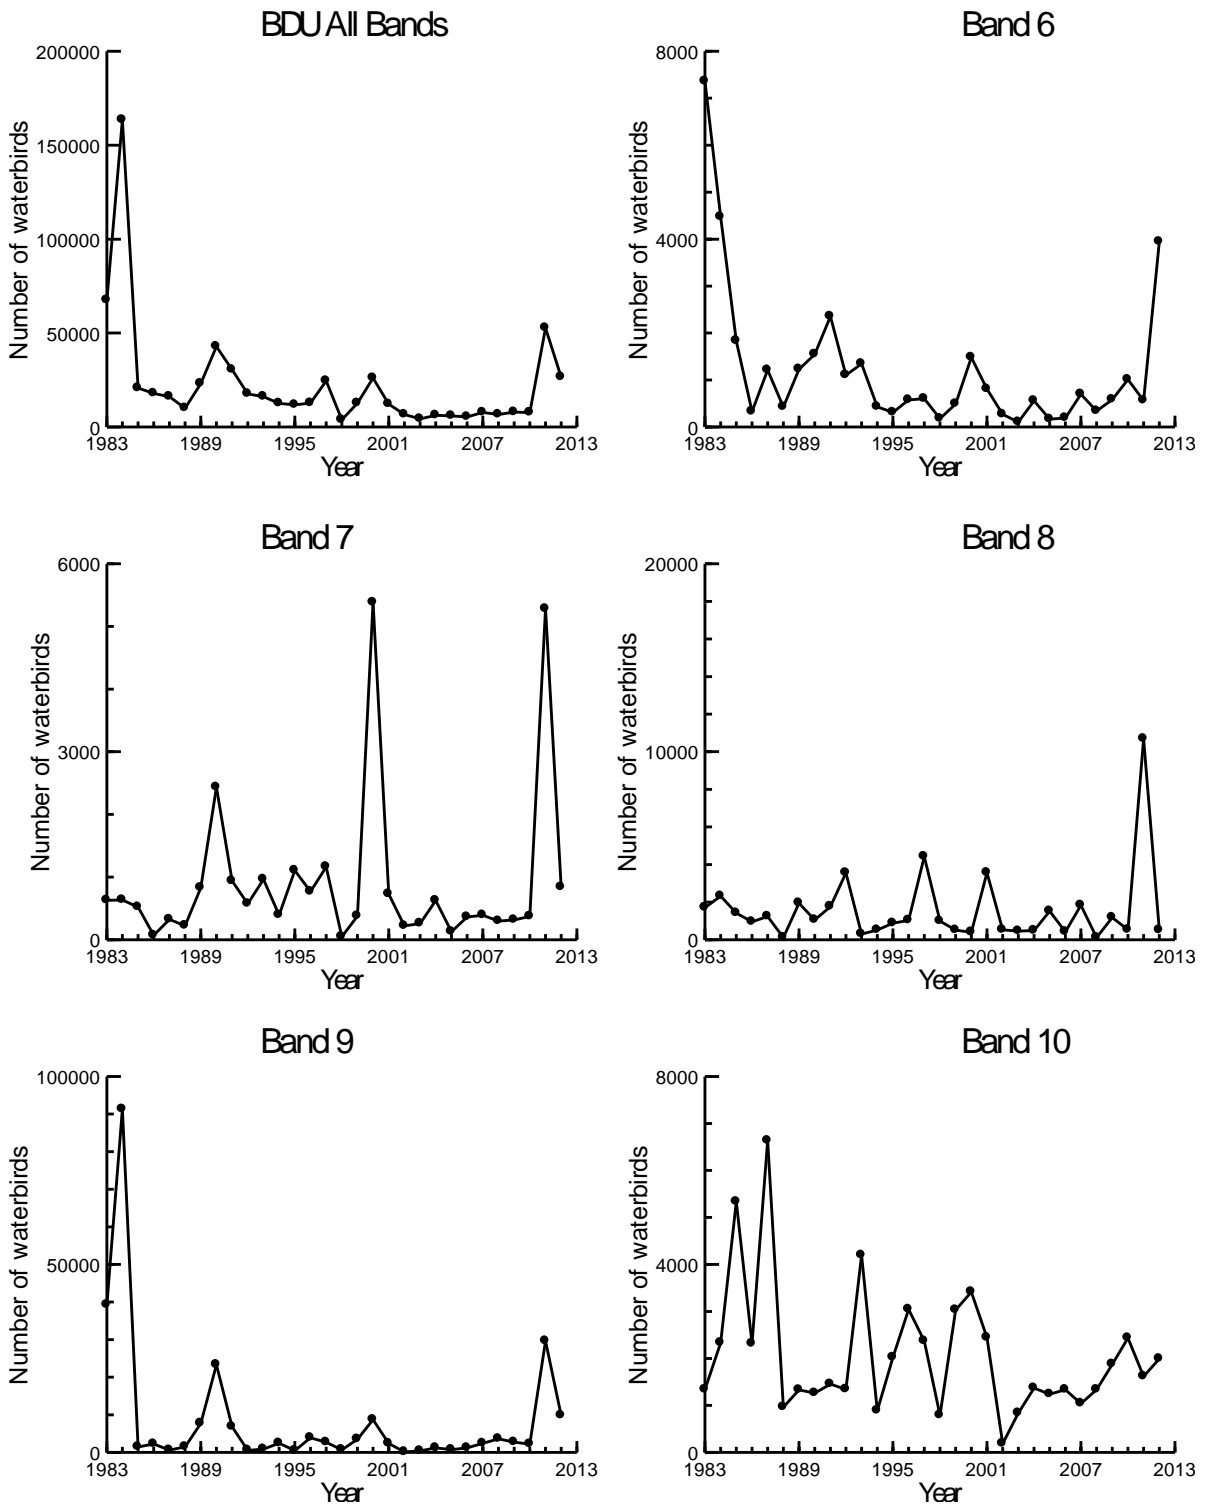 BDU All Bands
200000
150000
100000
50000
0
Number of waterbirds
1983 1989 1995 2001 2007 2013
Year
Band 6
8000
4000
0
Number of waterbirds
1983 1989 1995 2001 2007 2013
Year
Band 7
6000
3000
0
Number of waterbirds
1983 1989 1995 2001 2007 2013
Year
Band 8
20000
10000
0
Number of waterbirds
1983 1989 1995 2001 2007 2013
Year
Band 9
100000
50000
0
Number of waterbirds
1983 1989 1995 2001 2007 2013
Year
Band 10
8000
4000
0
Number of waterbirds
1983 1989 1995 2001 2007 2013
Year